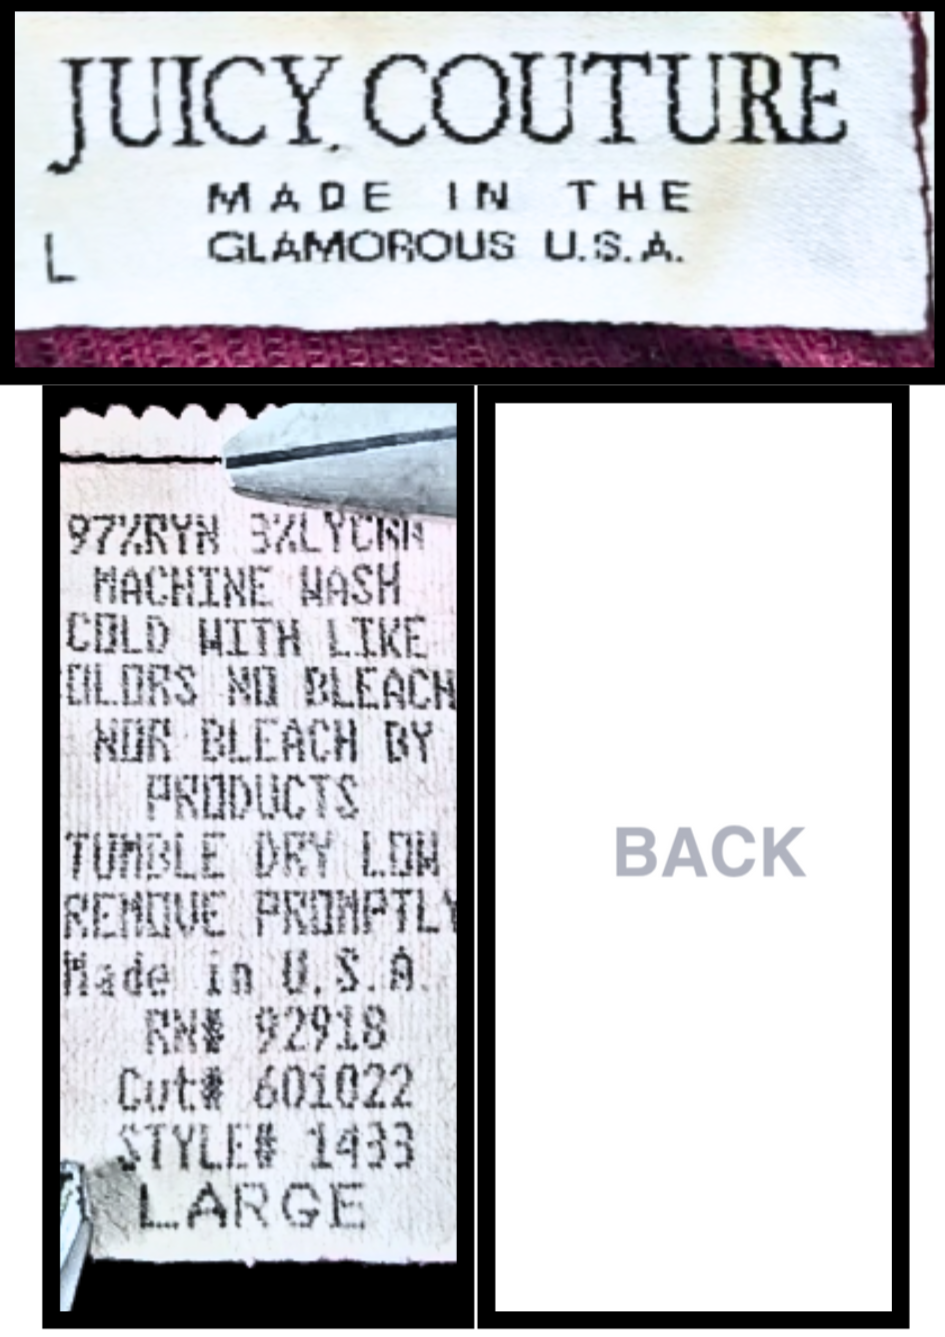 JUICY COUTURE
MADE IN THE
L GLAMOROUS U.S.A.
97%RYN 3%LYCRA
MACHINE WASH
COLD WITH LIKE
COLORS NO BLEACH
NOR BLEACH BY
PRODUCTS
TUMBLE DRY LOW
REMOVE PROMPTLY
Made in U.S.A.
RN# 92918
Cut# 601022
STYLE# 1433
LARGE
BACK